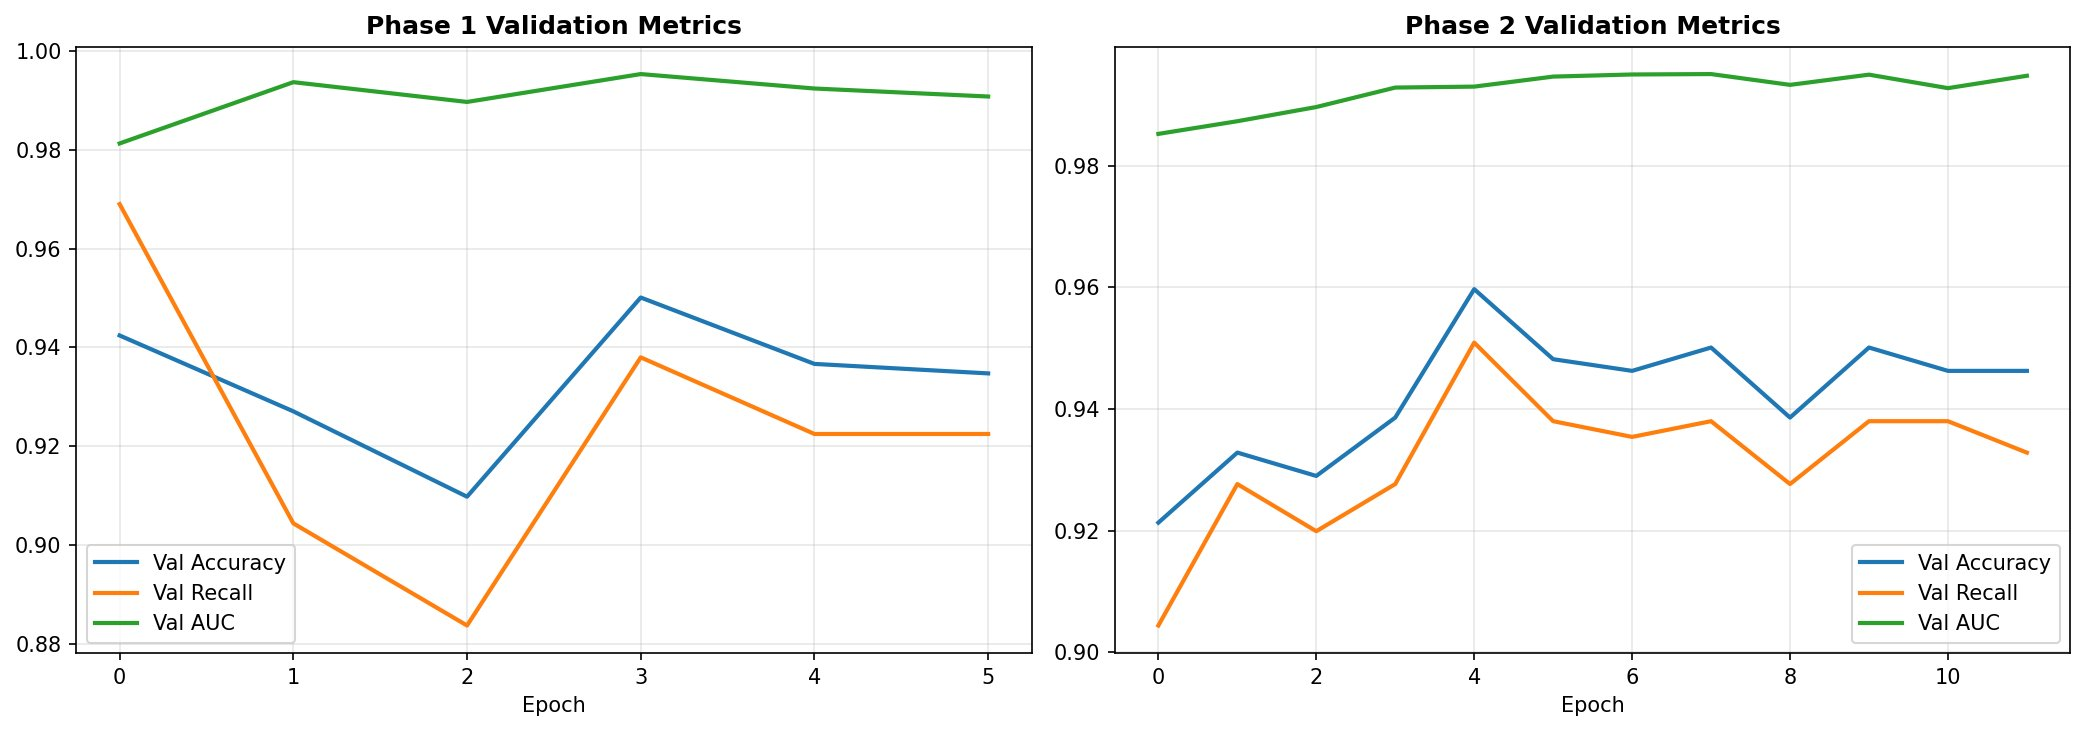 Phase 1 Validation Metrics
1.00
0.98
0.96
0.94
0.92
0.90
0.88
Val Accuracy
Val Recall
Val AUC
0 1 2 3 4 5
Epoch
Phase 2 Validation Metrics
0.98
0.96
0.94
0.92
0.90
Val Accuracy
Val Recall
Val AUC
0 2 4 6 8 10
Epoch